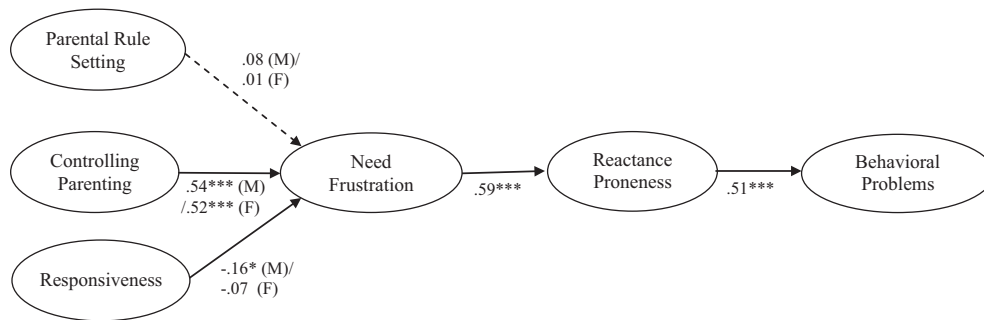 Parental Rule
Setting
.08 (M)/
.01 (F)
Controlling
Parenting
.54*** (M)
/.52*** (F)
Need
Frustration
.59***
Reactance
Proneness
.51***
Behavioral
Problems
Responsiveness
-.16* (M)/
-.07 (F)